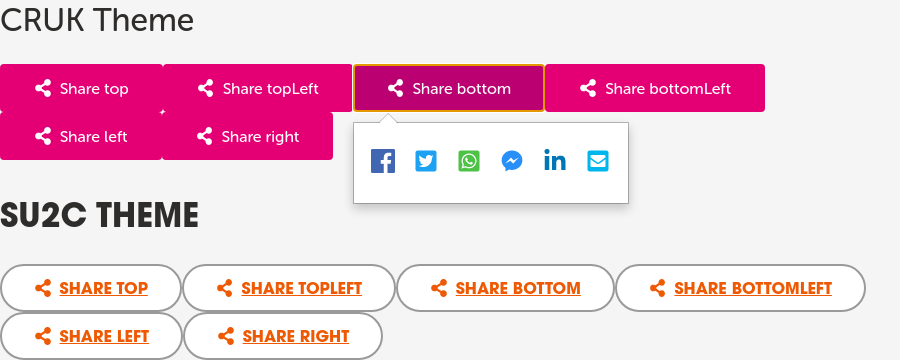 CRUK Theme
Share top Share topLeft Share bottom Share bottomLeft
Share left Share right
SU2C THEME
SHARE TOP SHARE TOPLEFT SHARE BOTTOM SHARE BOTTOMLEFT
SHARE LEFT SHARE RIGHT